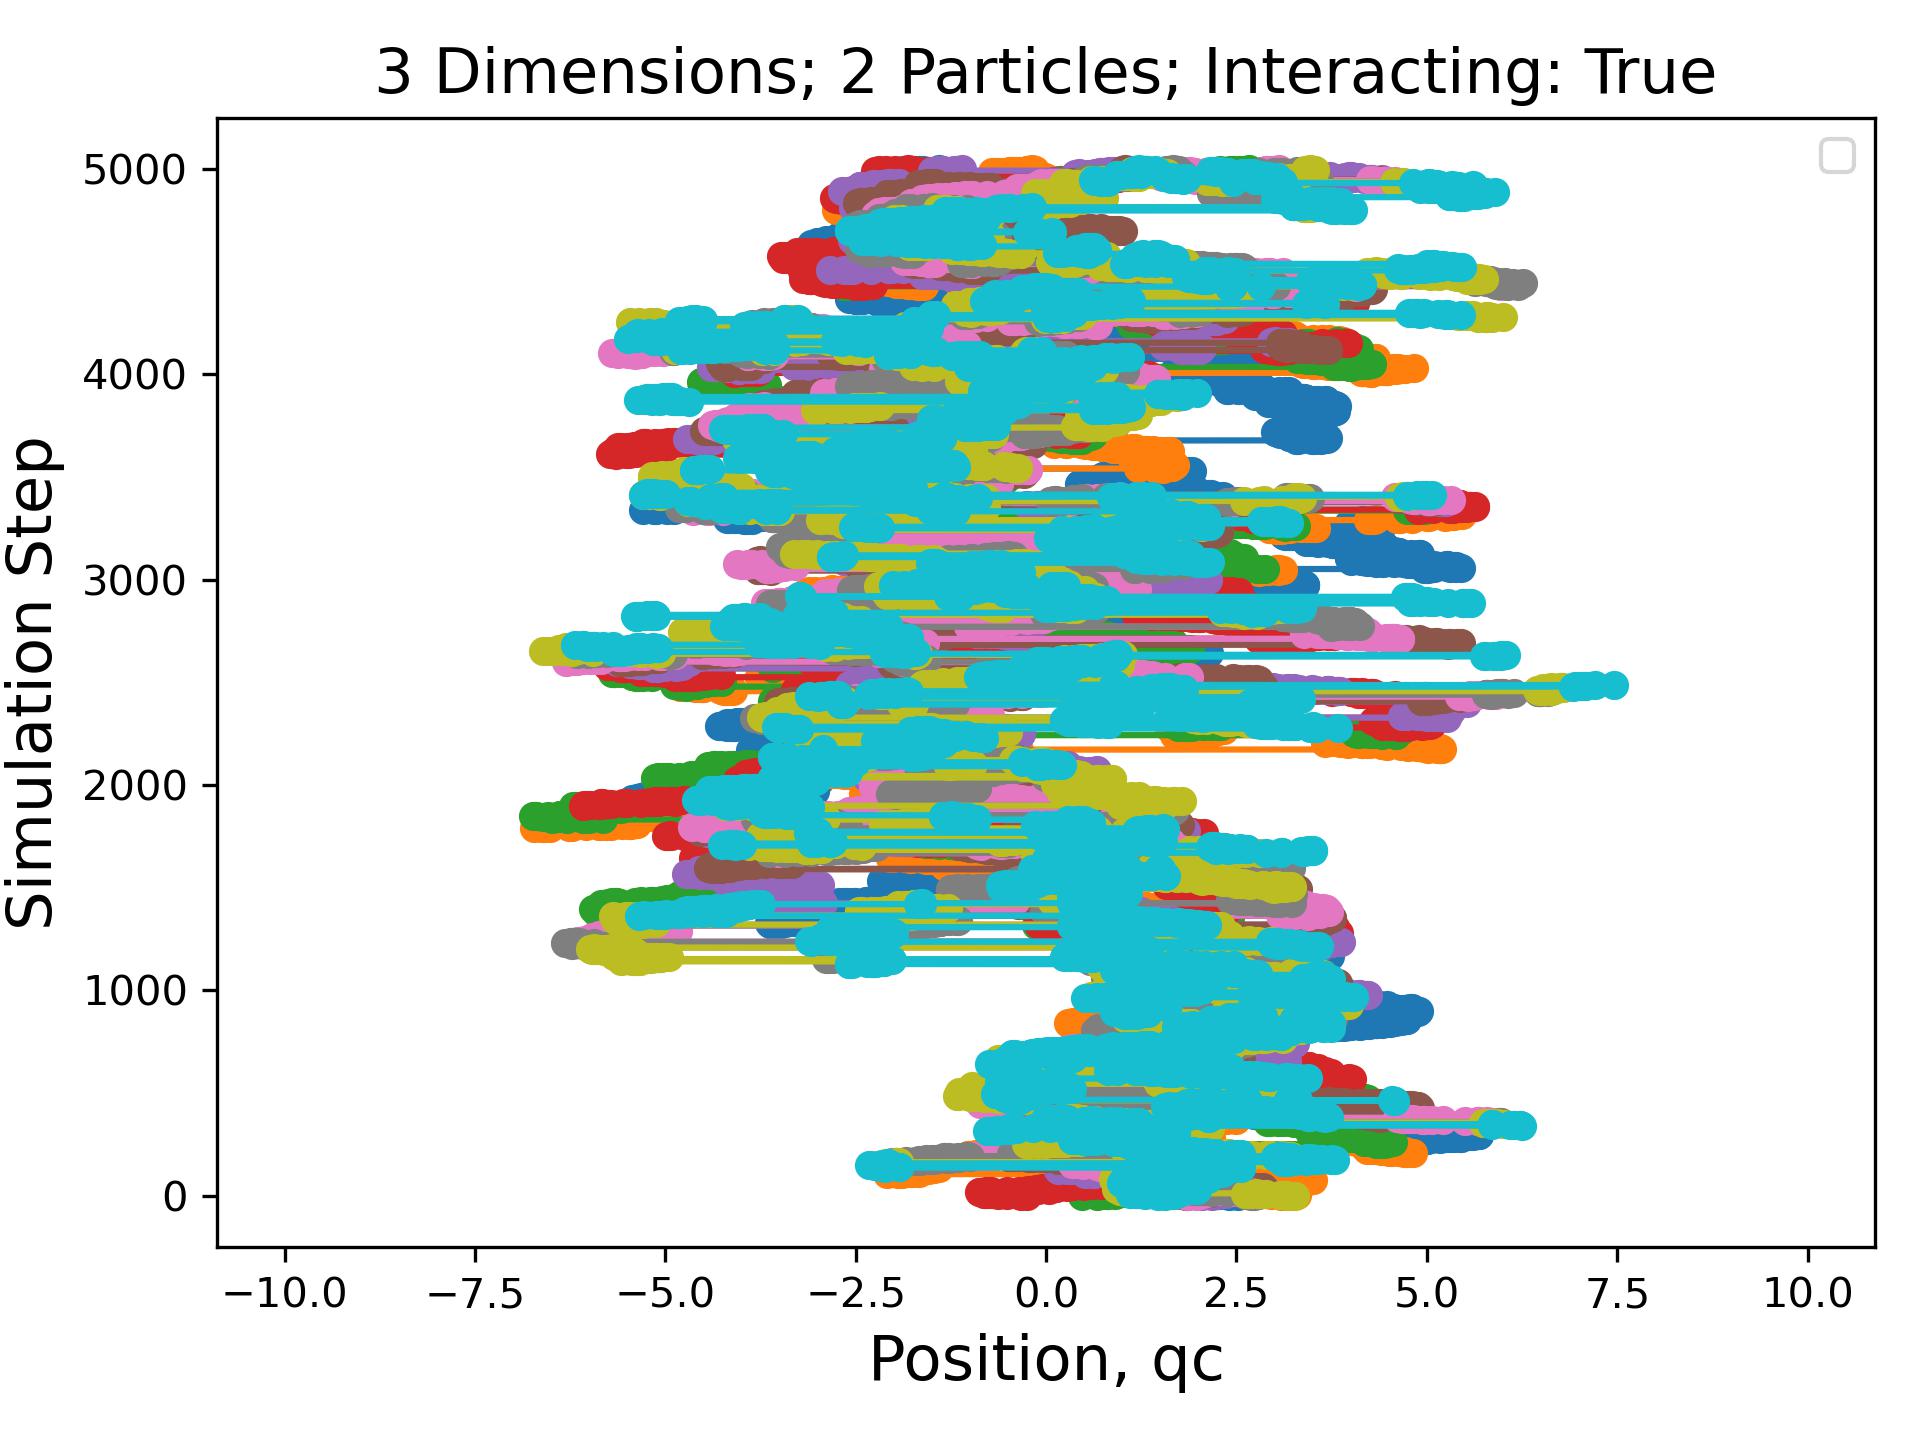 3 Dimensions; 2 Particles; Interacting: True
5000
4000
3000
2000
1000
0
Simulation Step
−10.0 −7.5 −5.0 −2.5 0.0 2.5 5.0 7.5 10.0
Position, qc